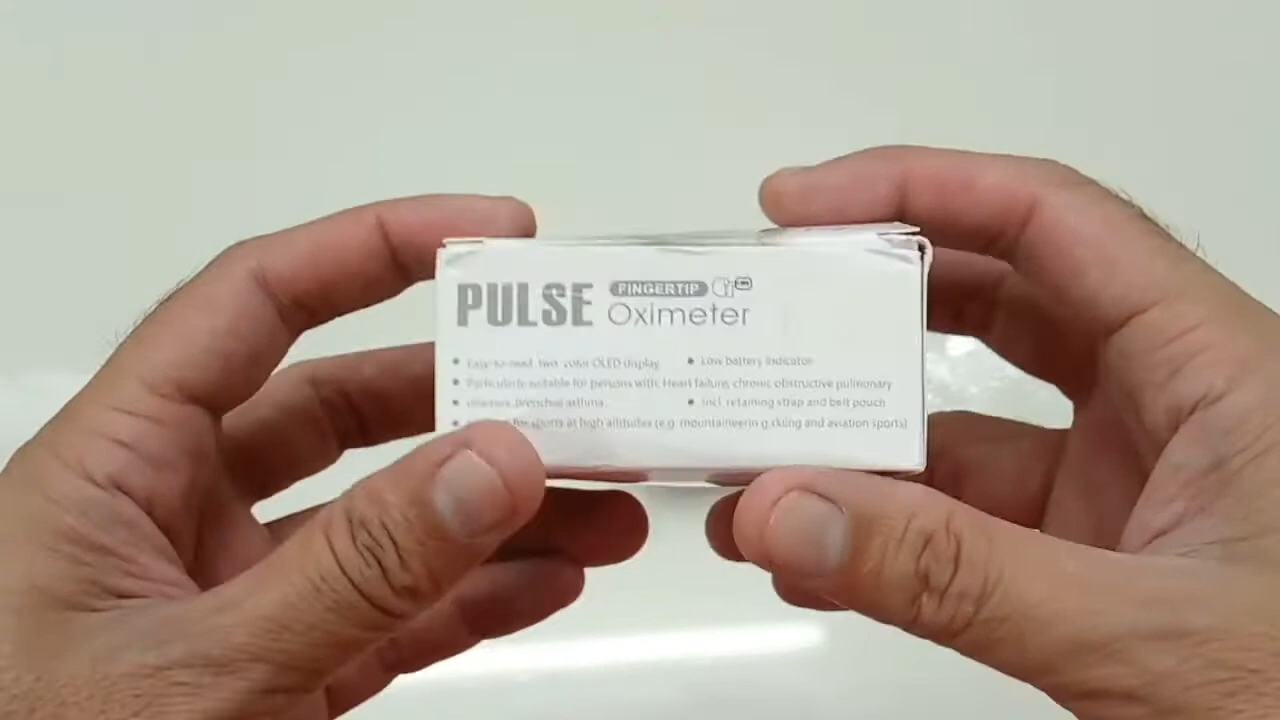 PULSE FINGERTIP
Oximeter
Easy-to-read two color OLED display
Low battery indicator
Particularly suitable for persons with: Heart failure, chronic obstructive pulmonary
bronchial asthma
incl. retaining strap and belt pouch
for sports at high altitudes (e.g. mountaineerin g.skiing and aviation sports)